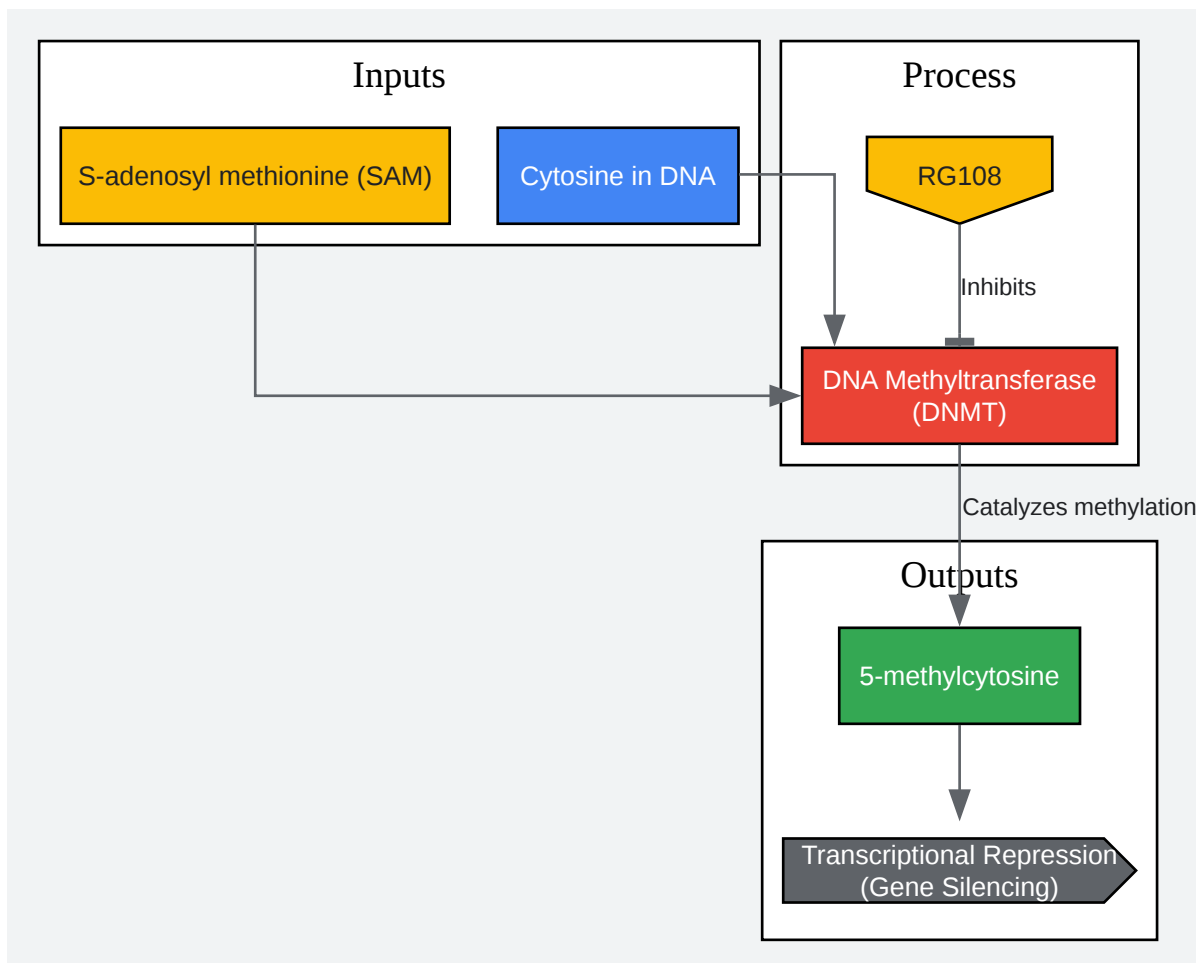 Inputs
S-adenosyl methionine (SAM)
Cytosine in DNA
Process
RG108
Inhibits
DNA Methyltransferase
(DNMT)
Catalyzes methylation
Outputs
5-methylcytosine
Transcriptional Repression
(Gene Silencing)